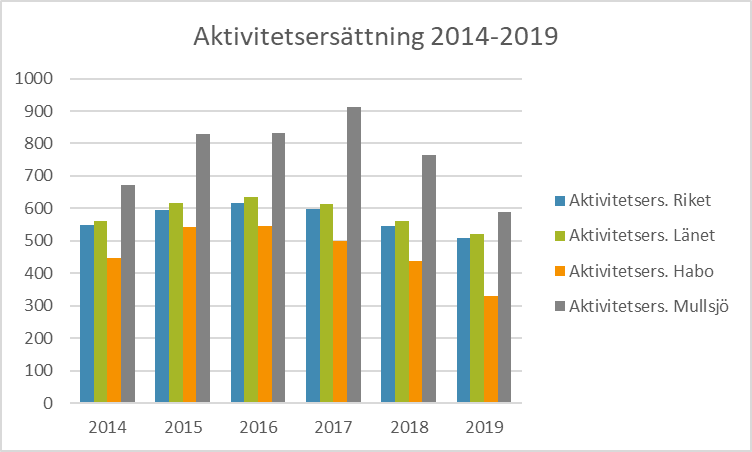 Aktivitetsersättning 2014-2019
1000
900
800
700
600
500
400
300
200
100
0
2014 2015 2016 2017 2018 2019
Aktivitetsers. Riket
Aktivitetsers. Länet
Aktivitetsers. Habo
Aktivitetsers. Mullsjö